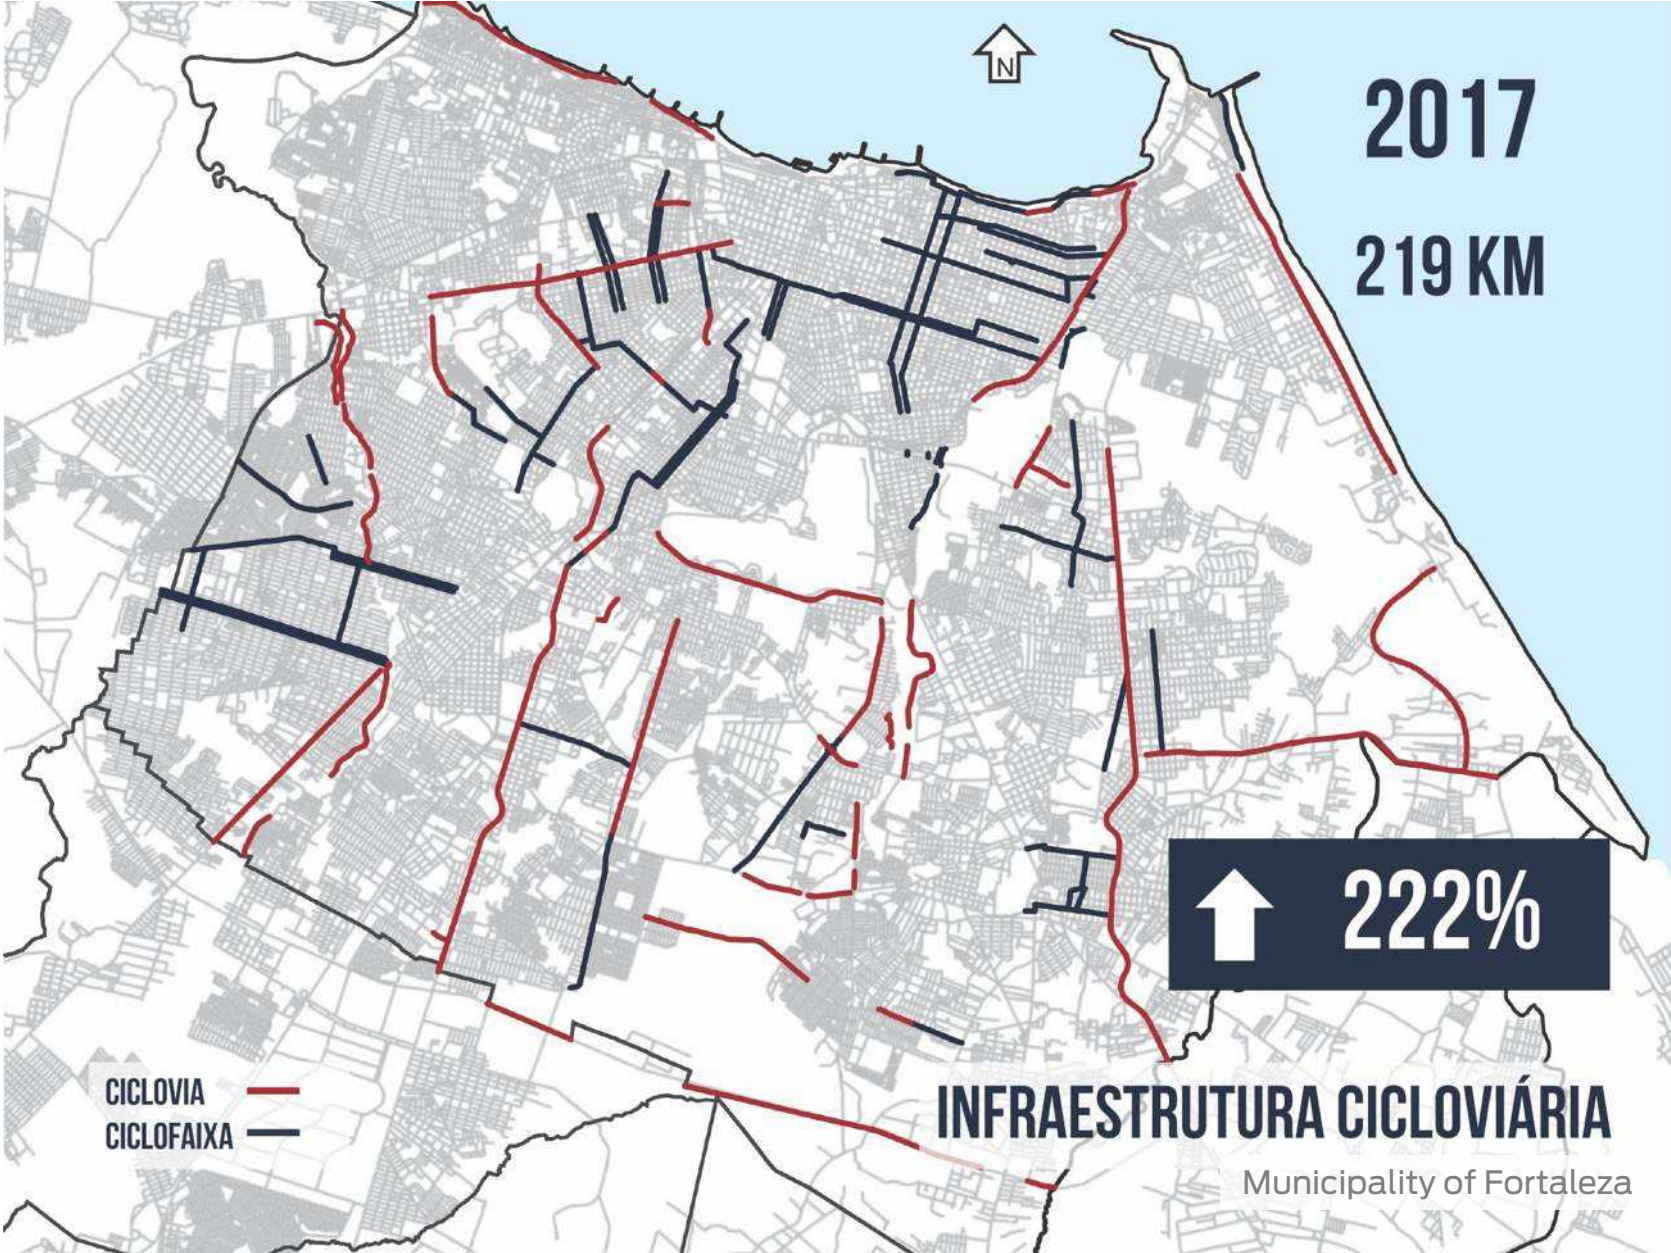 N
2017
219 KM
222%
CICLOVIA
CICLOFAIXA
INFRAESTRUTURA CICLOVIÁRIA
Municipality of Fortaleza